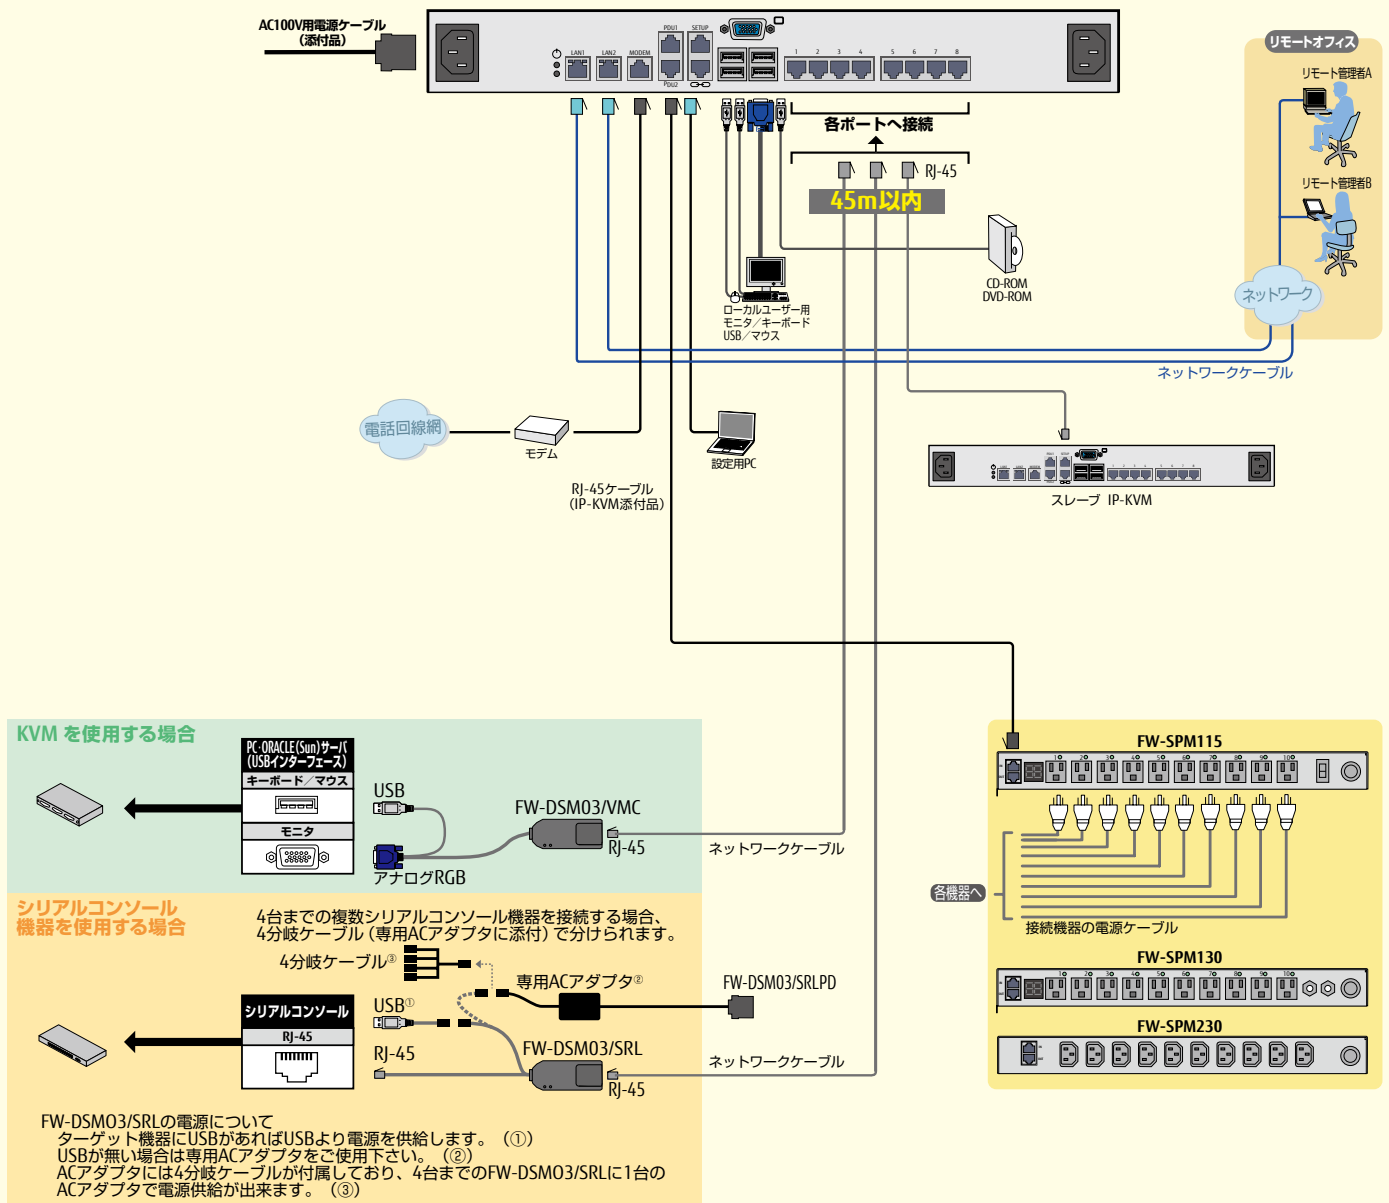 AC100V用電源ケーブル
（添付品）
LAN1
LAN2
MODEM
PDU1
SETUP
PDU2
1 2 3 4 5 6 7 8
各ポートへ接続
RJ-45
45m以内
リモートオフィス
リモート管理者A
リモート管理者B
ネットワーク
CD-ROM
DVD-ROM
ローカルユーザー用
モニタ／キーボード
USB／マウス
ネットワークケーブル
電話回線網
モデム
設定用PC
RJ-45ケーブル
（IP-KVM添付品）
スレーブ IP-KVM
KVM を使用する場合
PC・ORACLE（Sun）サーバ
（USBインターフェース）
キーボード／マウス
モニタ
USB
アナログRGB
FW-DSM03/VMC
RJ-45
ネットワークケーブル
シリアルコンソール
機器を使用する場合
4台までの複数シリアルコンソール機器を接続する場合、
4分岐ケーブル（専用ACアダプタに添付）で分けられます。
4分岐ケーブル③
専用ACアダプタ②
FW-DSM03/SRLPD
シリアルコンソール
RJ-45
USB①
RJ-45
FW-DSM03/SRL
RJ-45
ネットワークケーブル
FW-DSM03/SRLの電源について
ターゲット機器にUSBがあればUSBより電源を供給します。（①）
USBが無い場合は専用ACアダプタをご使用下さい。（②）
ACアダプタには4分岐ケーブルが付属しており、4台までのFW-DSM03/SRLに1台の
ACアダプタで電源供給が出来ます。（③）
FW-SPM115
1 2 3 4 5 6 7 8 9 10
各機器へ
接続機器の電源ケーブル
FW-SPM130
1 2 3 4 5 6 7 8 9 10
FW-SPM230